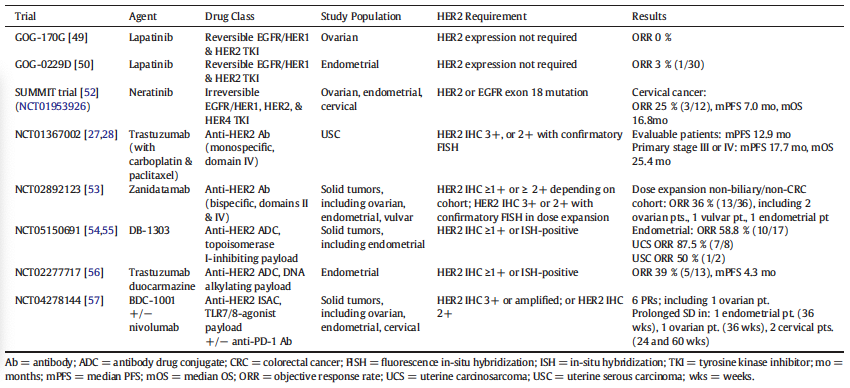 Trial Agent Drug Class Study Population HER2 Requirement Results
GOG-170G [49] Lapatinib Reversible EGFR/HER1 Ovarian HER2 expression not required ORR 0 %
& HER2 TKI
GOG-0229D [50] Lapatinib Reversible EGFR/HER1 Endometrial HER2 expression not required ORR 3 % (1/30)
& HER2 TKI
SUMMIT trial [52] Neratinib Irreversible Ovarian, endometrial, HER2 or EGFR exon 18 mutation Cervical cancer:
(NCT01953926) EGFR/HER1, HER2, & cervical ORR 25 % (3/12), mPFS 7.0 mo, mOS
HER4 TKI 16.8mo
NCT01367002 [27,28] Trastuzumab Anti-HER2 Ab USC HER2 IHC 3+, or 2+ with confirmatory Evaluable patients: mPFS 12.9 mo
(with (monospecific, FISH Primary stage III or IV: mPFS 17.7 mo, mOS
carboplatin & domain IV) 25.4 mo
paclitaxel)
NCT02892123 [53] Zanidatamab Anti-HER2 Ab Solid tumors, HER2 IHC ≥1+ or ≥ 2+ depending on Dose expansion non-biliary/non-CRC
(bispecific, domains II including ovarian, cohort; HER2 IHC 3+ or 2+ with cohort: ORR 36 % (13/36), including 2
& IV) endometrial, vulvar confirmatory FISH in dose expansion ovarian pts., 1 vulvar pt., 1 endometrial pt
NCT05150691 [54,55] DB-1303 Anti-HER2 ADC, Solid tumors, HER2 IHC ≥1+ or ISH-positive Endometrial: ORR 58.8 % (10/17)
topoisomerase including endometrial UCS ORR 87.5 % (7/8)
I-inhibiting payload USC ORR 50 % (1/2)
NCT02277717 [56] Trastuzumab Anti-HER2 ADC, DNA Endometrial HER2 IHC ≥1+ or ISH-positive ORR 39 % (5/13), mPFS 4.3 mo
duocarmazine alkylating payload
NCT04278144 [57] BDC-1001 Anti-HER2 ISAC, Solid tumors, HER2 IHC 3+ or amplified; or HER2 IHC 6 PRs; including 1 ovarian pt.
+/− TLR7/8-agonist including ovarian, 2+ Prolonged SD in: 1 endometrial pt. (36
nivolumab payload endometrial, cervical wks), 1 ovarian pt. (36 wks), 2 cervical pts.
+/− anti-PD-1 Ab (24 and 60 wks)
Ab = antibody; ADC = antibody drug conjugate; CRC = colorectal cancer; FISH = fluorescence in-situ hybridization; ISH = in-situ hybridization; TKI = tyrosine kinase inhibitor; mo =
months; mPFS = median PFS; mOS = median OS; ORR = objective response rate; UCS = uterine carcinosarcoma; USC = uterine serous carcinoma; wks = weeks.